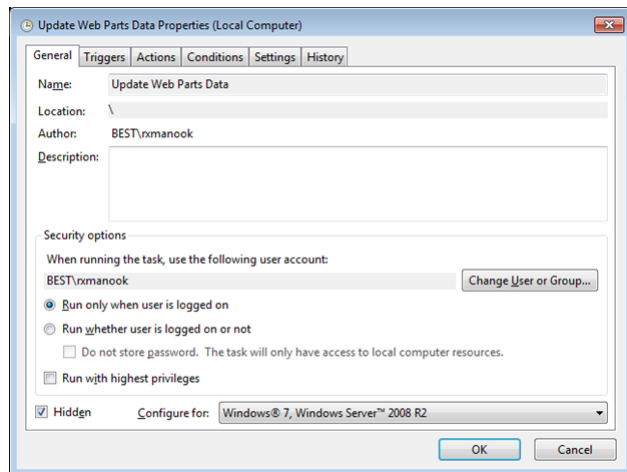 Update Web Parts Data Properties (Local Computer)
General Triggers Actions Conditions Settings History
Name: Update Web Parts Data
Location: \
Author: BEST\rxmanook
Description:
Security options
When running the task, use the following user account:
BEST\rxmanook Change User or Group...
Run only when user is logged on
Run whether user is logged on or not
Do not store password. The task will only have access to local computer resources.
Run with highest privileges
Hidden Configure for: Windows® 7, Windows Server™ 2008 R2
OK Cancel